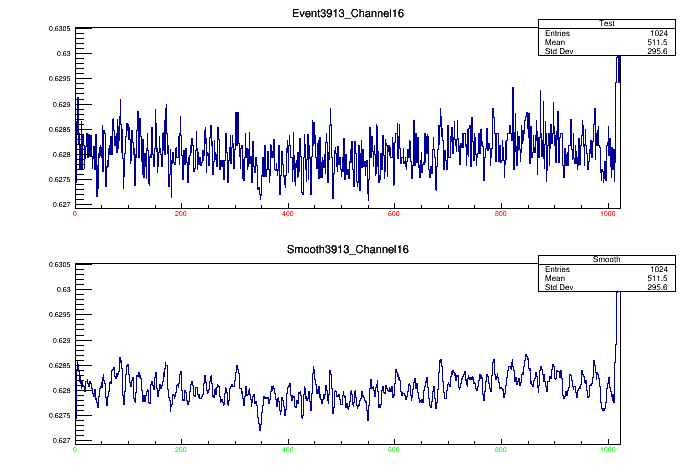 Event3913_Channel16
Test
Entries 1024
Mean 511.5
Std Dev 295.6
0.6305
0.63
0.6295
0.629
0.6285
0.628
0.6275
0.627
0 200 400 600 800 1000
Smooth3913_Channel16
Smooth
Entries 1024
Mean 511.5
Std Dev 295.6
0.6305
0.63
0.6295
0.629
0.6285
0.628
0.6275
0.627
0 200 400 600 800 1000